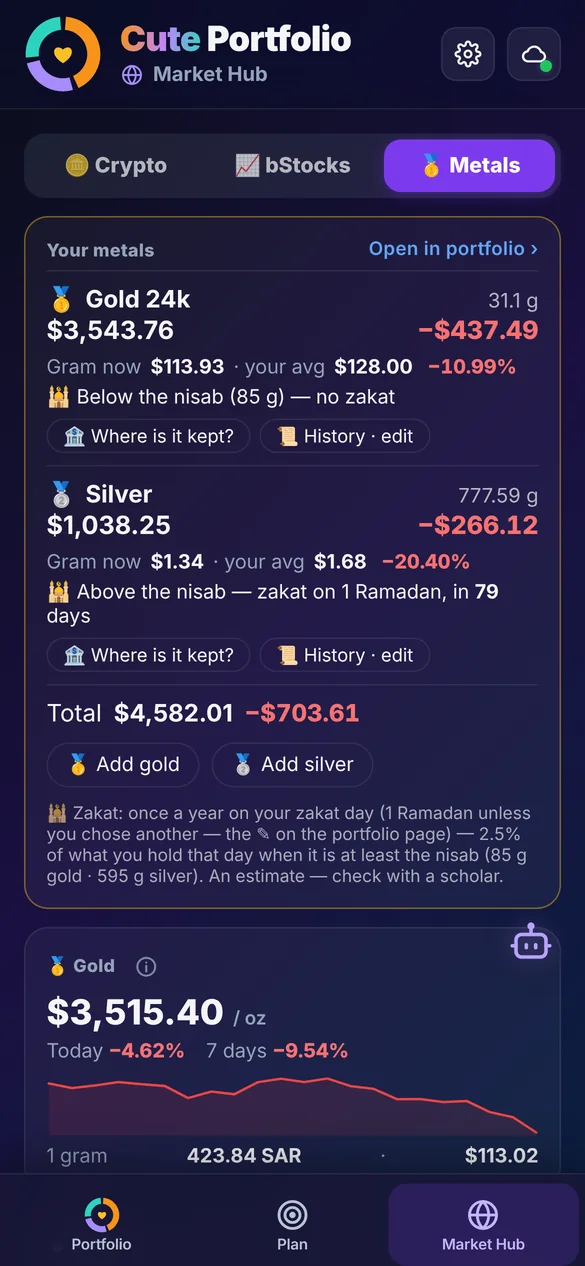 Cute Portfolio
Market Hub
Crypto
bStocks
Metals
Your metals
Open in portfolio ›
Gold 24k
31.1 g
$3,543.76
−$437.49
Gram now $113.93 · your avg $128.00 −10.99%
Below the nisab (85 g) — no zakat
Where is it kept?
History · edit
Silver
777.59 g
$1,038.25
−$266.12
Gram now $1.34 · your avg $1.68 −20.40%
Above the nisab — zakat on 1 Ramadan, in 79
days
Where is it kept?
History · edit
Total $4,582.01 −$703.61
Add gold
Add silver
Zakat: once a year on your zakat day (1 Ramadan unless
you chose another — the ✎ on the portfolio page) — 2.5%
of what you hold that day when it is at least the nisab (85 g
gold · 595 g silver). An estimate — check with a scholar.
Gold
$3,515.40 / oz
Today −4.62% 7 days −9.54%
1 gram 423.84 SAR · $113.02
Portfolio
Plan
Market Hub